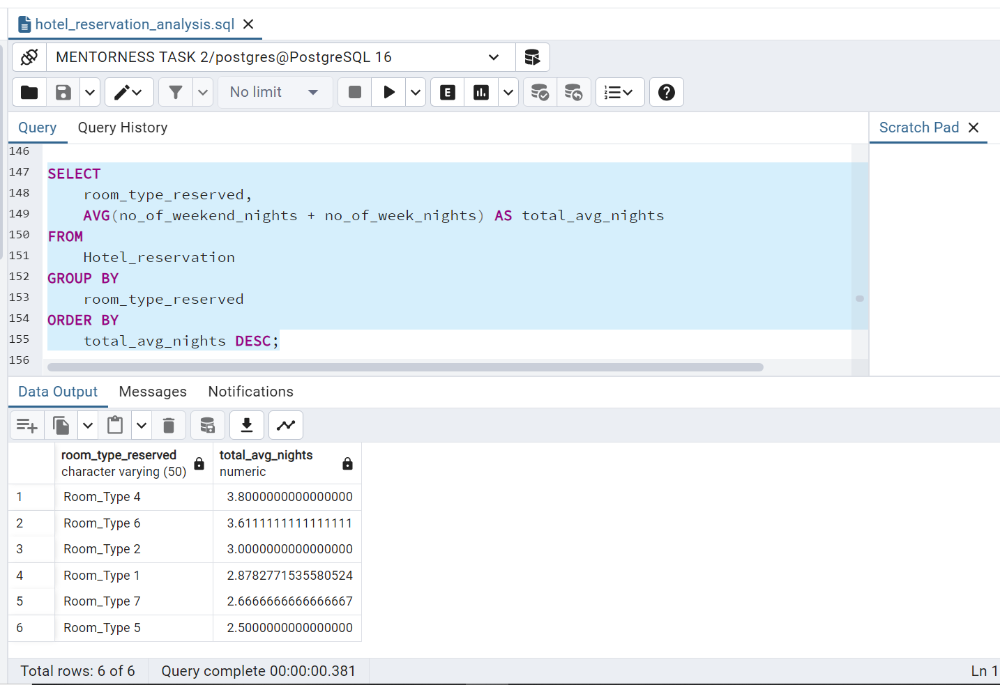 hotel_reservation_analysis.sql
MENTORNESS TASK 2/postgres@PostgreSQL 16
No limit
E
Query Query History Scratch Pad
146
147 SELECT
148 room_type_reserved,
149 AVG(no_of_weekend_nights + no_of_week_nights) AS total_avg_nights
150 FROM
151 Hotel_reservation
152 GROUP BY
153 room_type_reserved
154 ORDER BY
155 total_avg_nights DESC;
156
Data Output Messages Notifications
room_type_reserved total_avg_nights
character varying (50) numeric
1 Room_Type 4 3.8000000000000000
2 Room_Type 6 3.6111111111111111
3 Room_Type 2 3.0000000000000000
4 Room_Type 1 2.8782771535580524
5 Room_Type 7 2.6666666666666667
6 Room_Type 5 2.5000000000000000
Total rows: 6 of 6 Query complete 00:00:00.381 Ln 1